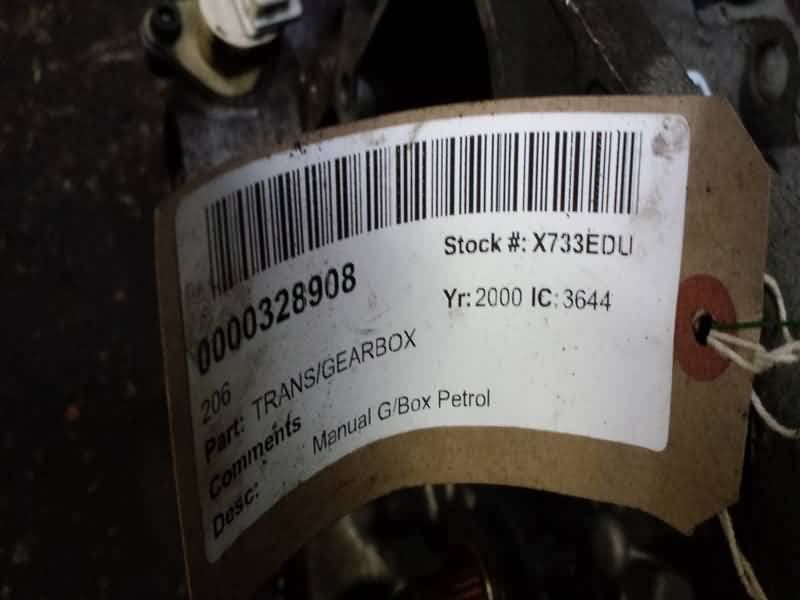 0000328908
Stock #: X733EDU
Yr: 2000 IC: 3644
206
Part: TRANS/GEARBOX
Comments
Desc: Manual G/Box Petrol